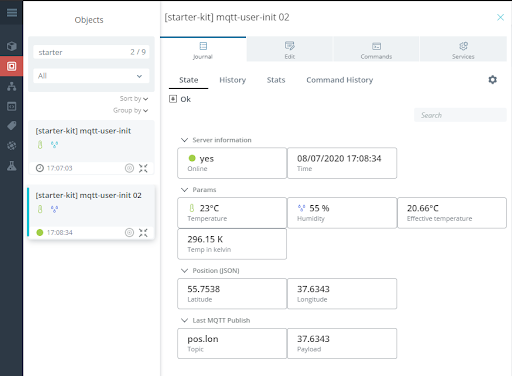 Objects
starter 2 / 9
All
Sort by
Group by
[starter-kit] mqtt-user-init
17:07:03
[starter-kit] mqtt-user-init 02
17:08:34
[starter-kit] mqtt-user-init 02
Journal Edit Commands Services
State History Stats Command History
Ok
Search
Server information
yes 08/07/2020 17:08:34
Online Time
Params
23°C 55 % 20.66°C
Temperature Humidity Effective temperature
296.15 K
Temp in kelvin
Position (JSON)
55.7538 37.6343
Latitude Longitude
Last MQTT Publish
pos.lon 37.6343
Topic Payload